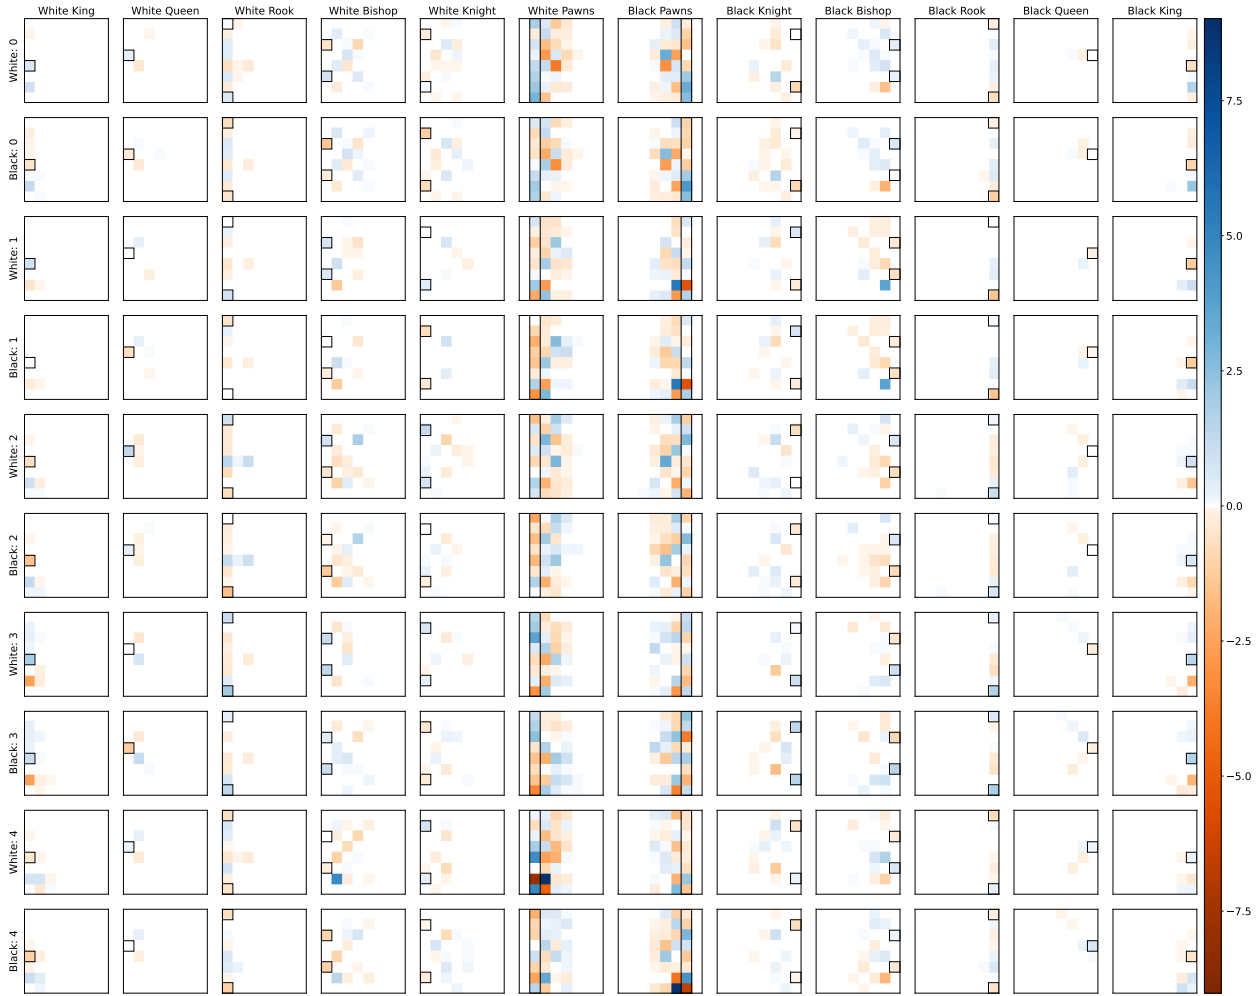 White King White Queen White Rook White Bishop White Knight White Pawns Black Pawns Black Knight Black Bishop Black Rook Black Queen Black King
White: 0
Black: 0
White: 1
Black: 1
White: 2
Black: 2
White: 3
Black: 3
White: 4
Black: 4
7.5
5.0
2.5
0.0
−2.5
−5.0
−7.5